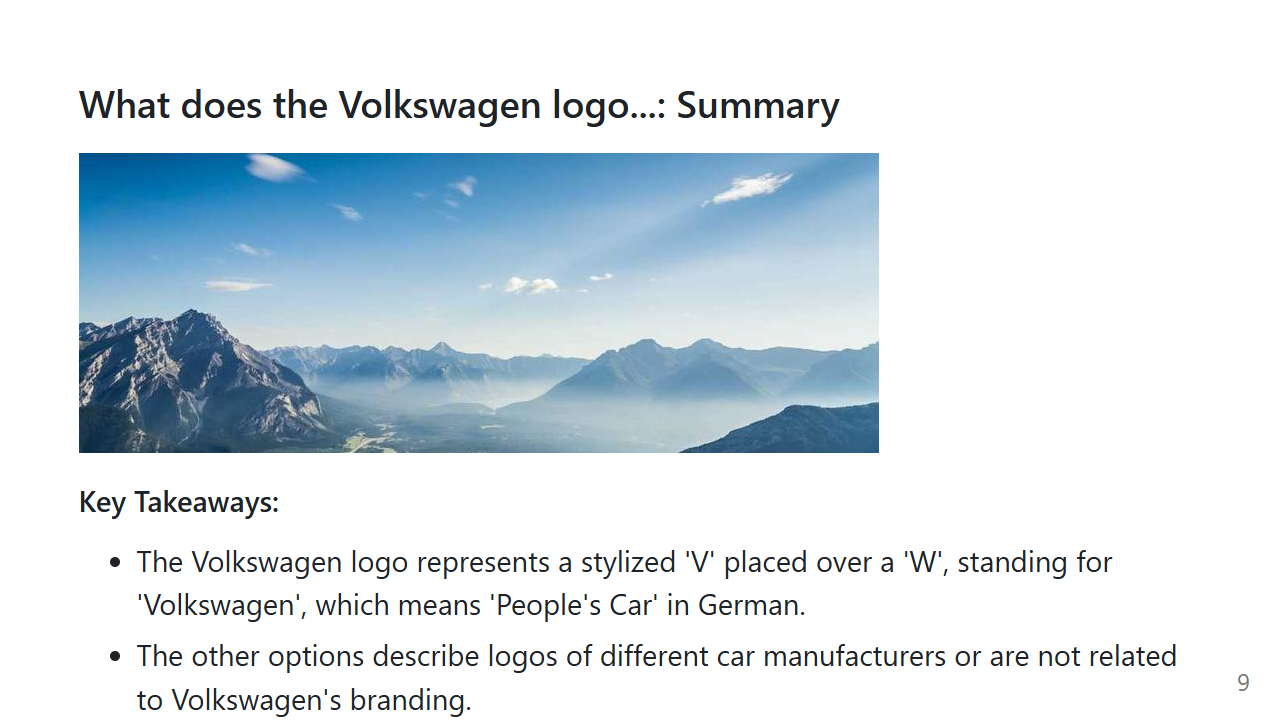 What does the Volkswagen logo...: Summary
Key Takeaways:
• The Volkswagen logo represents a stylized 'V' placed over a 'W', standing for
'Volkswagen', which means 'People's Car' in German.
• The other options describe logos of different car manufacturers or are not related
to Volkswagen's branding.
9